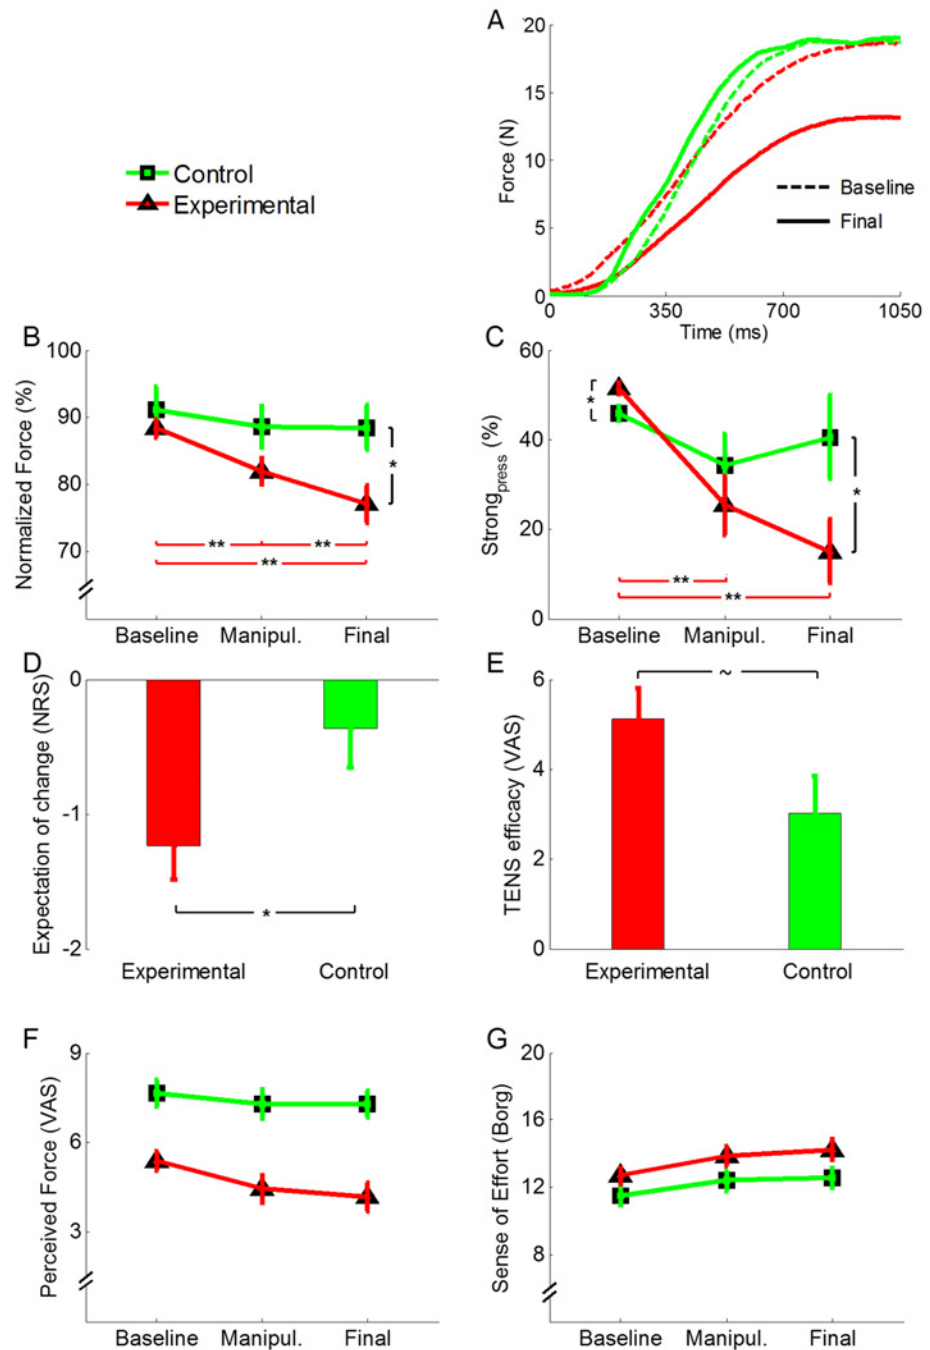 A
20
15
10
5
0
Force (N)
Baseline
Final
0
350
700
1050
Time (ms)
Control
Experimental
B
100
90
80
70
Normalized Force (%)
*
** **
**
Baseline Manipul. Final
C
60
40
20
0
Strongpress (%)
*
*
**
**
Baseline Manipul. Final
D
0
-1
-2
Expectation of change (NRS)
*
Experimental Control
E
6
4
2
0
TENS efficacy (VAS)
~
Experimental Control
F
9
6
3
Perceived Force (VAS)
Baseline Manipul. Final
G
20
16
12
8
Sense of Effort (Borg)
Baseline Manipul. Final